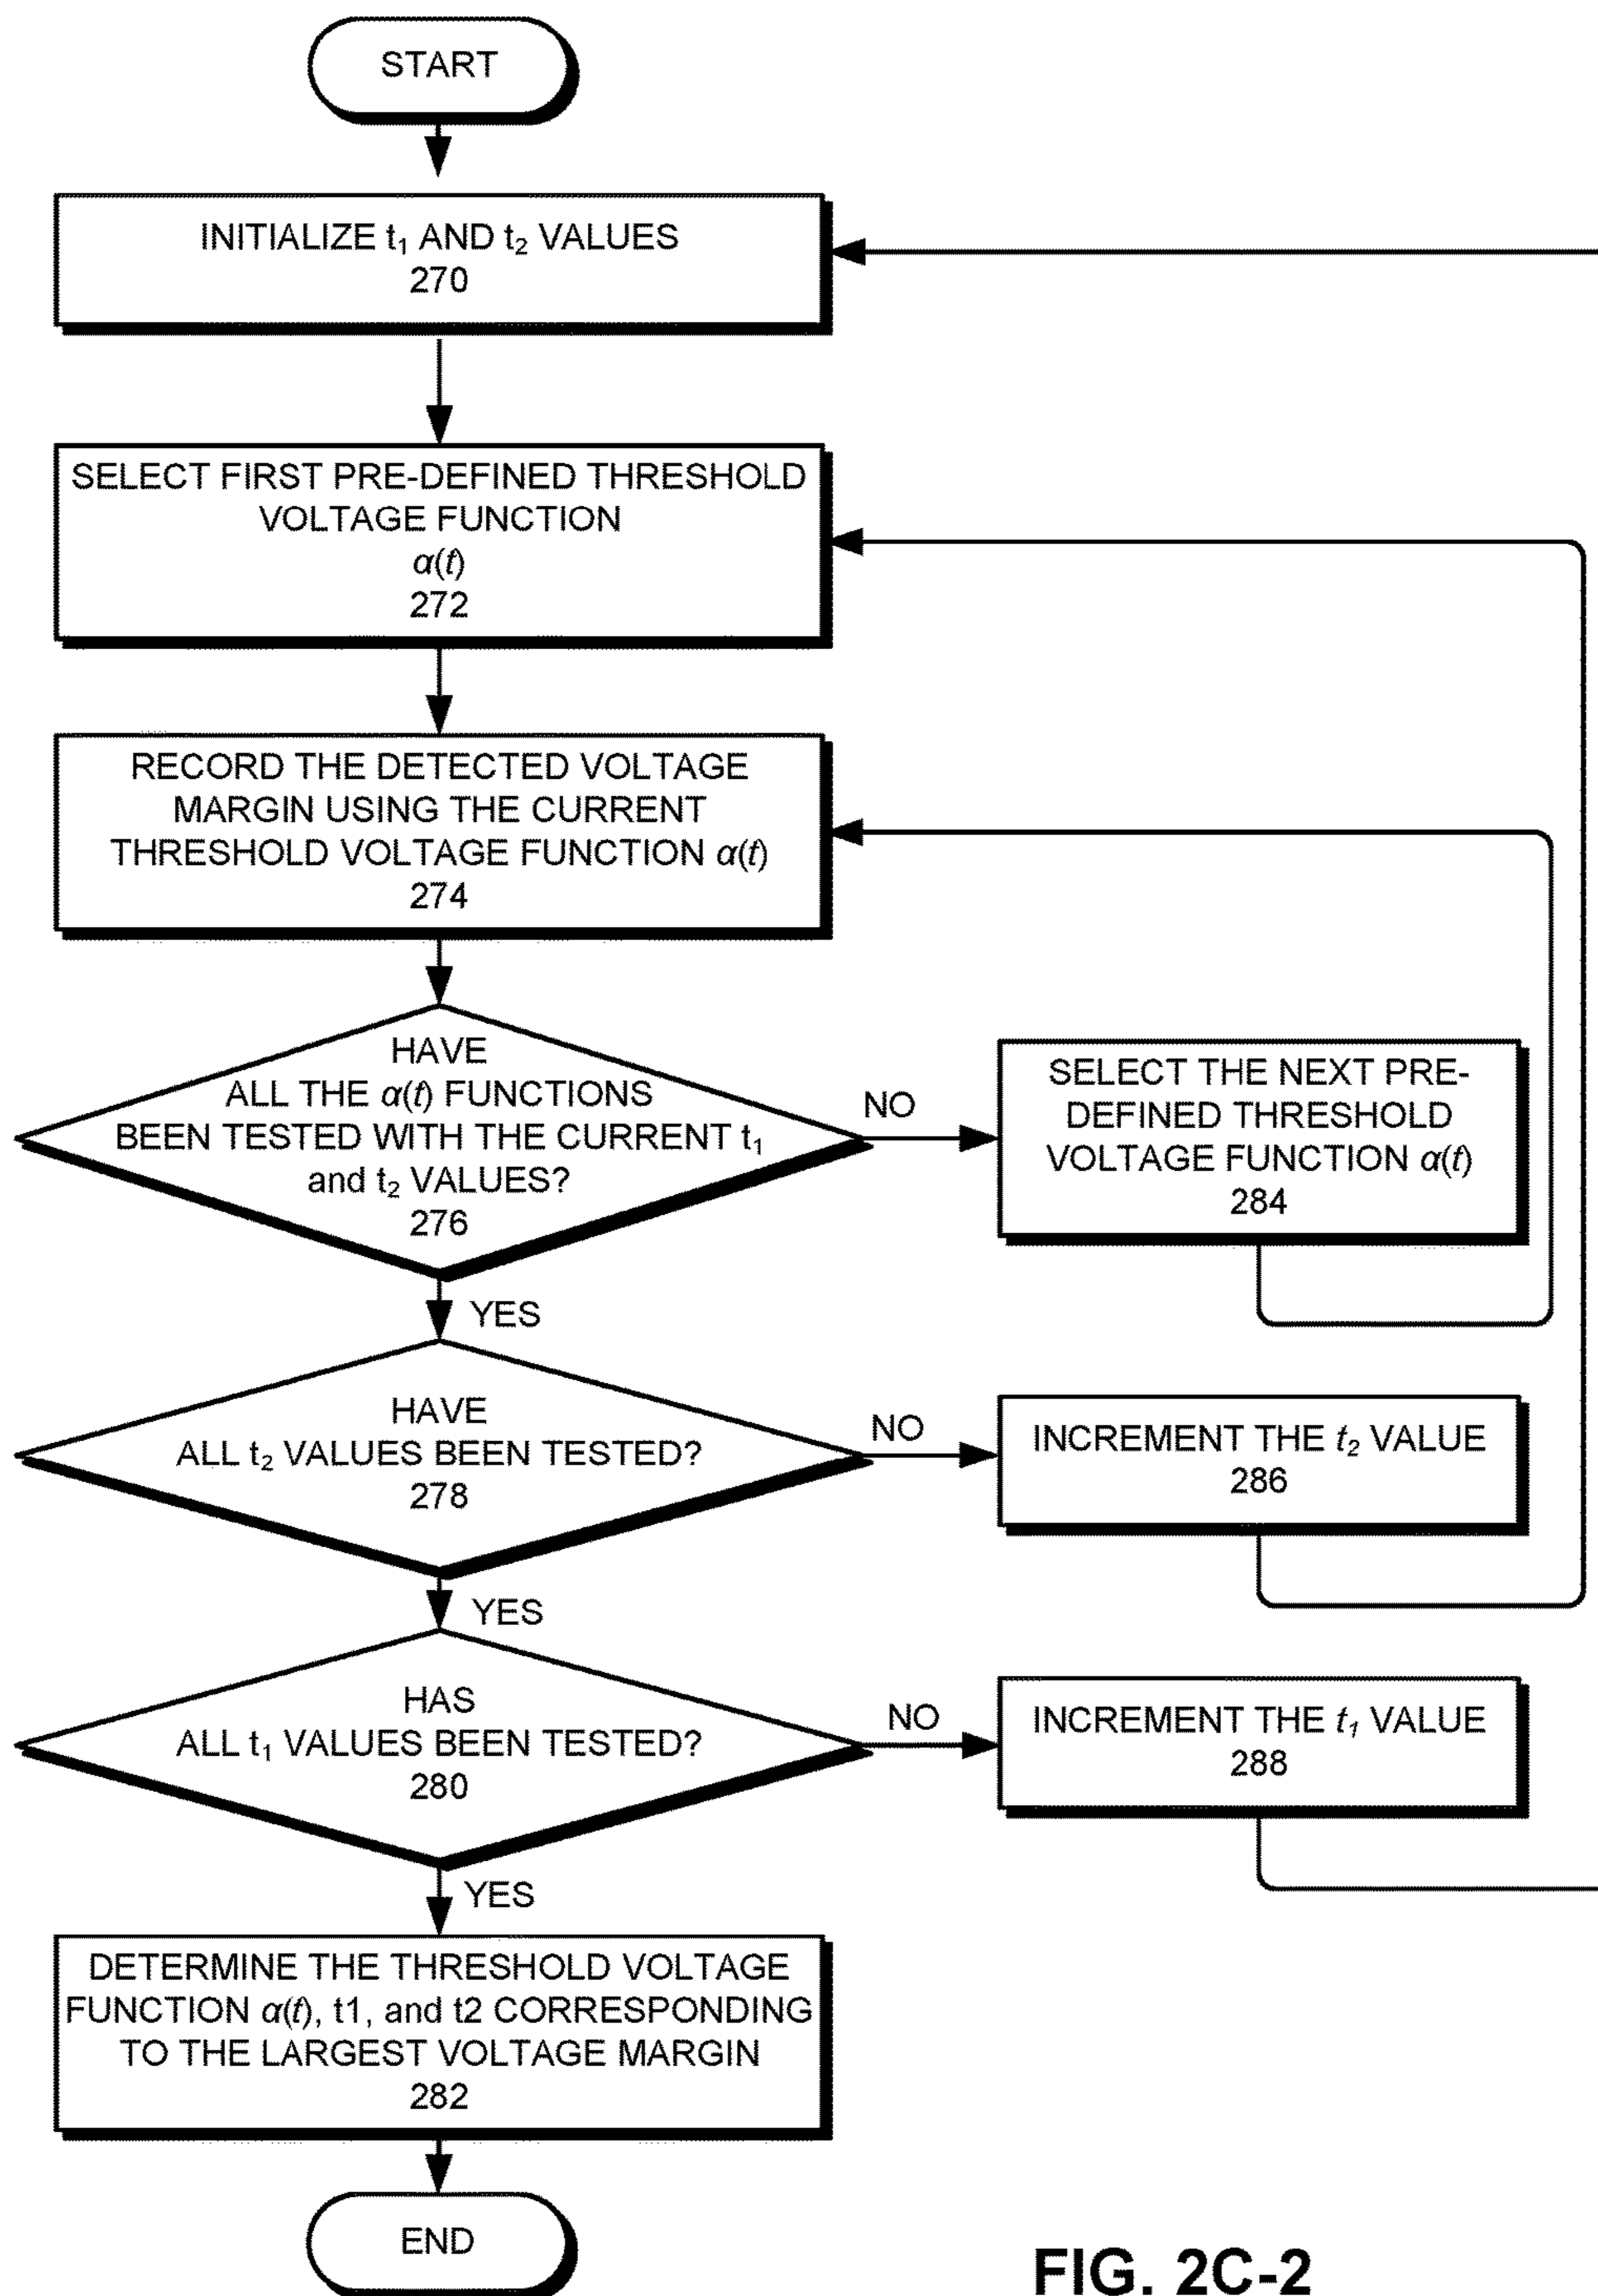 START
INITIALIZE t₁ AND t₂ VALUES
270
SELECT FIRST PRE-DEFINED THRESHOLD
VOLTAGE FUNCTION
α(t)
272
RECORD THE DETECTED VOLTAGE
MARGIN USING THE CURRENT
THRESHOLD VOLTAGE FUNCTION α(t)
274
HAVE
ALL THE α(t) FUNCTIONS
BEEN TESTED WITH THE CURRENT t₁
and t₂ VALUES?
276
NO
SELECT THE NEXT PRE-
DEFINED THRESHOLD
VOLTAGE FUNCTION α(t)
284
YES
HAVE
ALL t₂ VALUES BEEN TESTED?
278
NO
INCREMENT THE t₂ VALUE
286
YES
HAS
ALL t₁ VALUES BEEN TESTED?
280
NO
INCREMENT THE t₁ VALUE
288
YES
DETERMINE THE THRESHOLD VOLTAGE
FUNCTION α(t), t1, and t2 CORRESPONDING
TO THE LARGEST VOLTAGE MARGIN
282
END
FIG. 2C-2